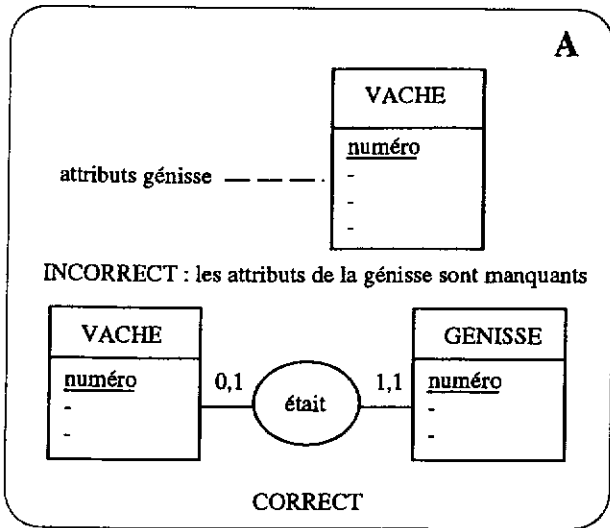 A
VACHE
numéro
attributs génisse
-
-
-
INCORRECT : les attributs de la génisse sont manquants
VACHE
numéro
-
-
0,1
était
1,1
GENISSE
numéro
-
-
CORRECT